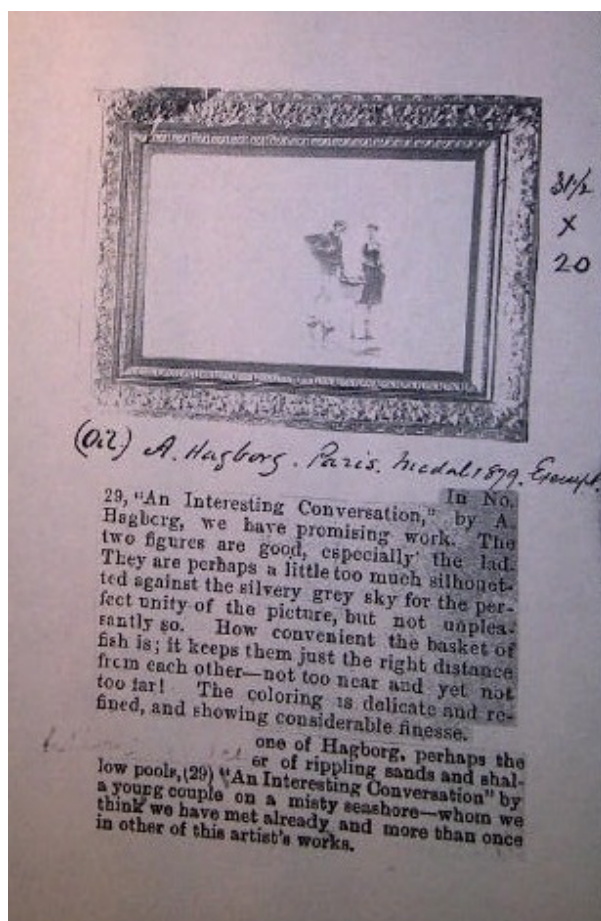 31½
X
20
(Oil) A. Hagborg. Paris. Medal 1879. Exempt.
In No.
29, "An Interesting Conversation," by A.
Hagberg, we have promising work. The
two figures are good, especially the lad.
They are perhaps a little too much silhouet-
ted against the silvery grey sky for the per-
fect unity of the picture, but not unplea-
santly so. How convenient the basket of
fish is; it keeps them just the right distance
from each other—not too near and yet not
too far! The coloring is delicate and re-
fined, and showing considerable finesse.
one of Hagborg, perhaps the
er of rippling sands and shal-
low pools, (29) "An Interesting Conversation" by
a young couple on a misty seashore—whom we
think we have met already and more than once
in other of this artist's works.